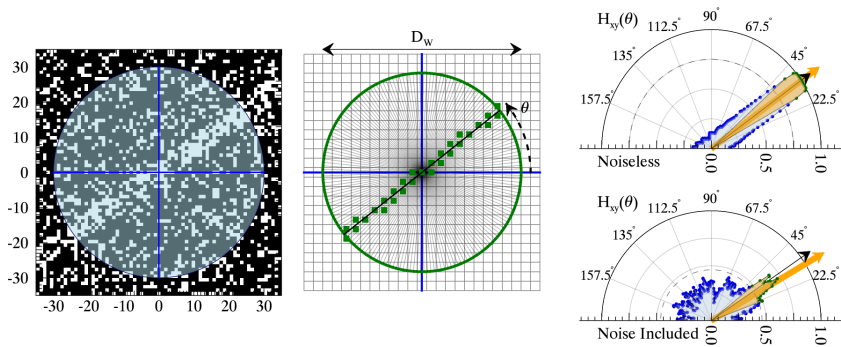 30
20
10
0
-10
-20
-30
-30 -20 -10 0 10 20 30
D_W
θ
H_xy(θ)
90°
112.5° 67.5°
135° 45°
157.5° 22.5°
Noiseless
0.0 0.5 1.0
H_xy(θ)
90°
112.5° 67.5°
135° 45°
157.5° 22.5°
Noise Included
0.0 0.5 1.0